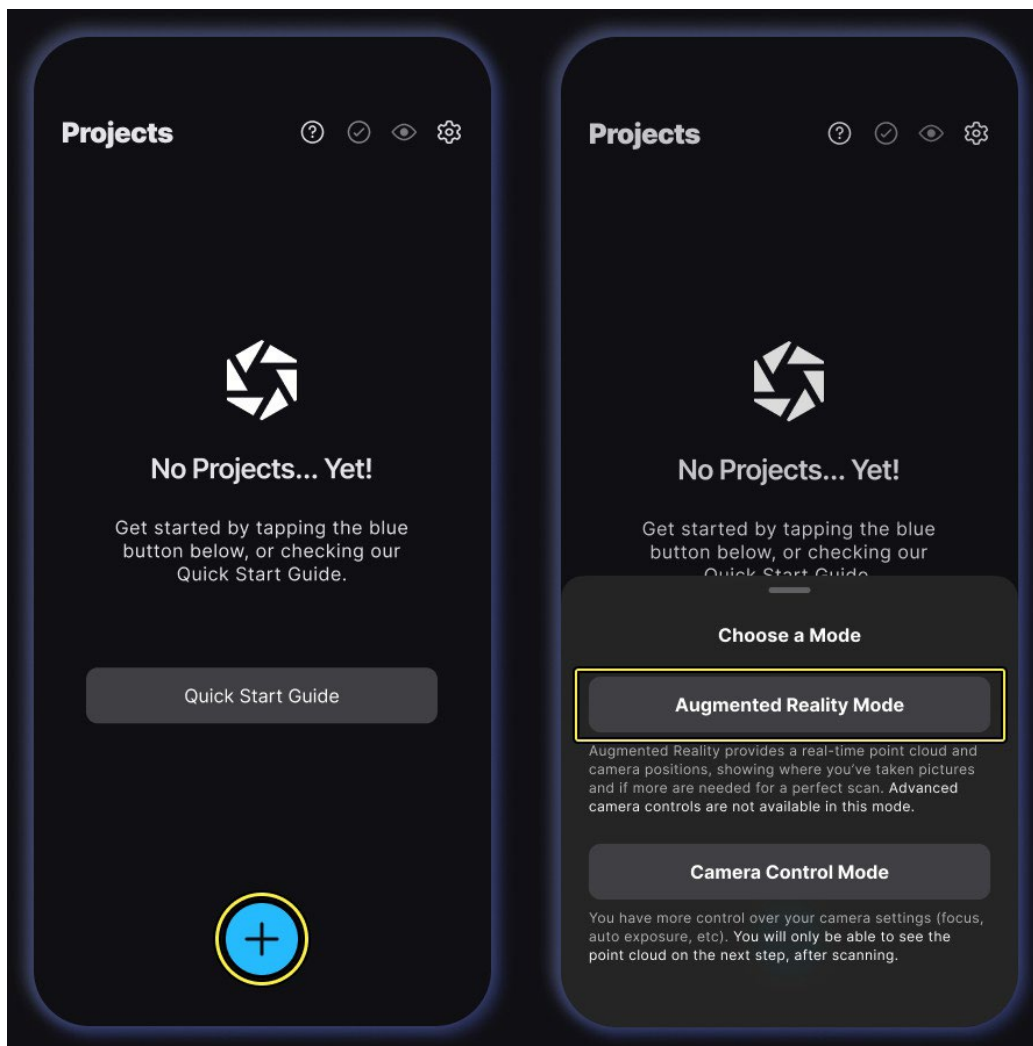 Projects
No Projects... Yet!
Get started by tapping the blue
button below, or checking our
Quick Start Guide.
Quick Start Guide
Projects
No Projects... Yet!
Get started by tapping the blue
button below, or checking our
Quick Start Guide
Choose a Mode
Augmented Reality Mode
Augmented Reality provides a real-time point cloud and
camera positions, showing where you've taken pictures
and if more are needed for a perfect scan. Advanced
camera controls are not available in this mode.
Camera Control Mode
You have more control over your camera settings (focus,
auto exposure, etc). You will only be able to see the
point cloud on the next step, after scanning.